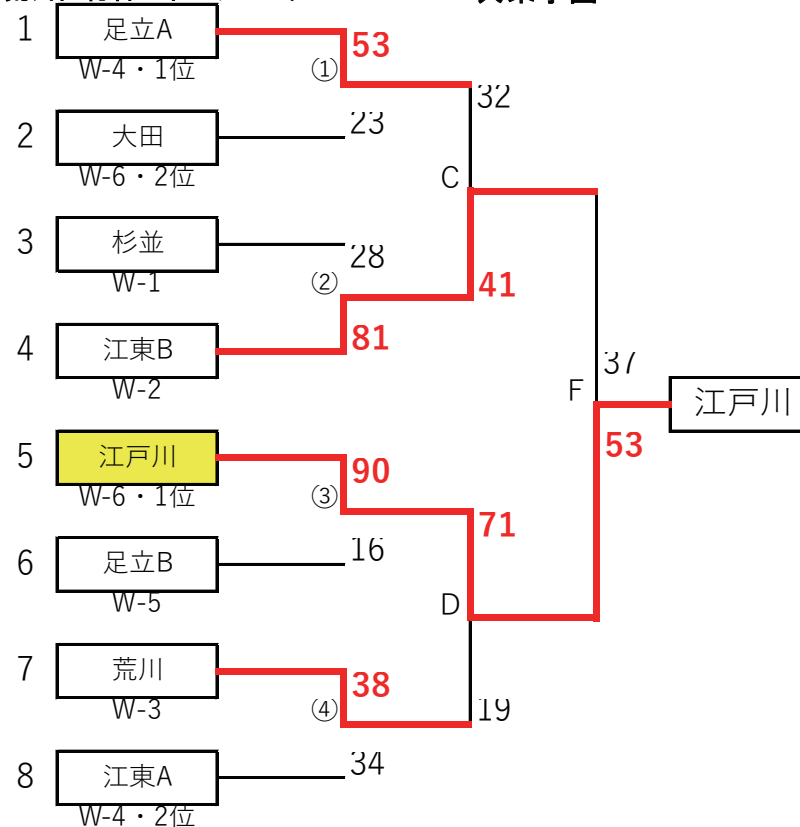 1 足立A 53
W-4・1位 ① 32
2 大田 23
W-6・2位 C
3 杉並 28
W-1 ② 41
4 江東B 81
W-2 37
F 江戸川
5 江戸川 90 53
W-6・1位 ③ 71
6 足立B 16
W-5 D
7 荒川 38
W-3 ④ 19
8 江東A 34
W-4・2位